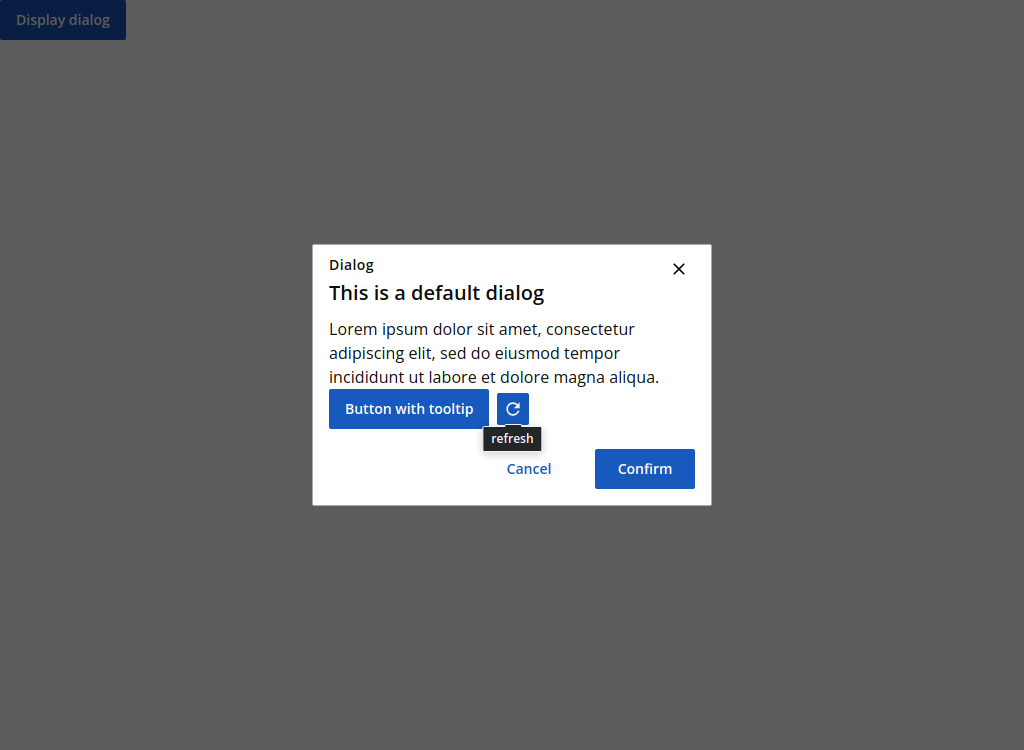 Display dialog
Dialog
This is a default dialog
Lorem ipsum dolor sit amet, consectetur
adipiscing elit, sed do eiusmod tempor
incididunt ut labore et dolore magna aliqua.
Button with tooltip
refresh
Cancel
Confirm